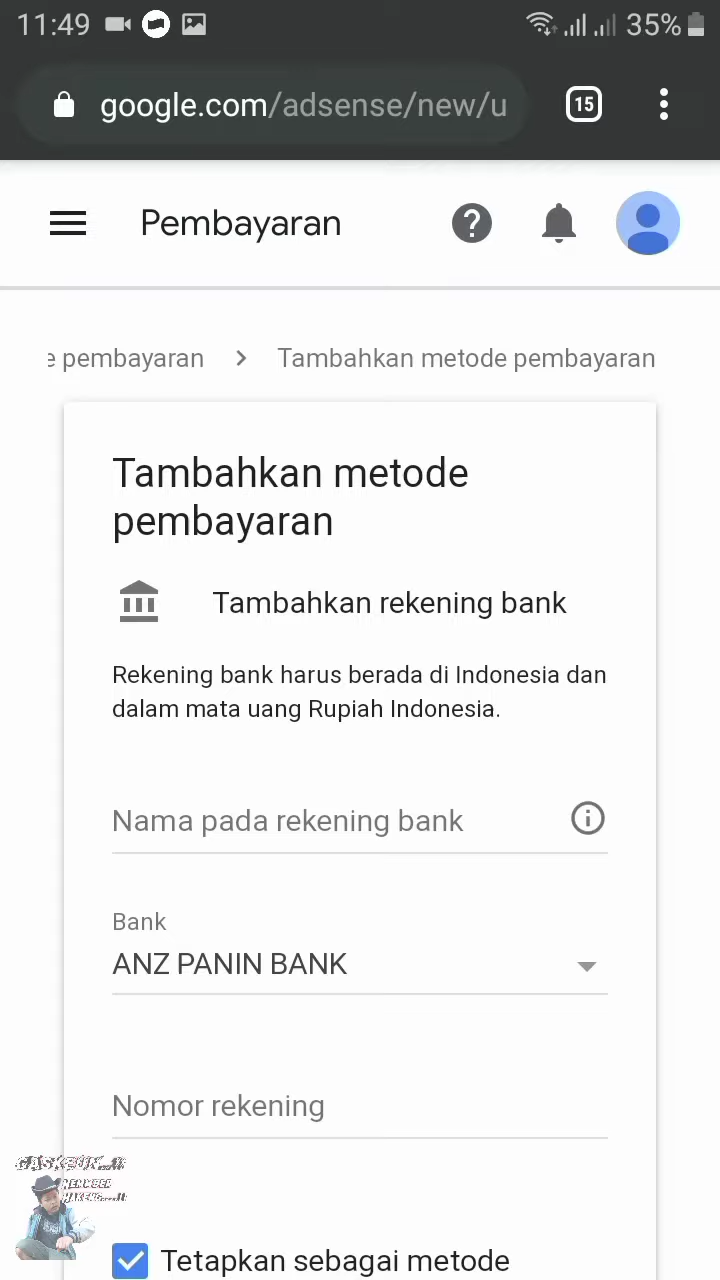 11:49
35%
google.com/adsense/new/u
15
Pembayaran
e pembayaran > Tambahkan metode pembayaran
Tambahkan metode
pembayaran
Tambahkan rekening bank
Rekening bank harus berada di Indonesia dan
dalam mata uang Rupiah Indonesia.
Nama pada rekening bank
Bank
ANZ PANIN BANK
Nomor rekening
Tetapkan sebagai metode